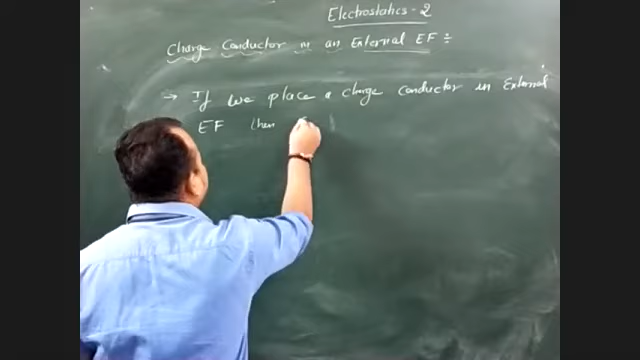 Electrostatics - 2
Charge Conductor in an External EF ÷
→ If we place a charge conductor in External
EF then